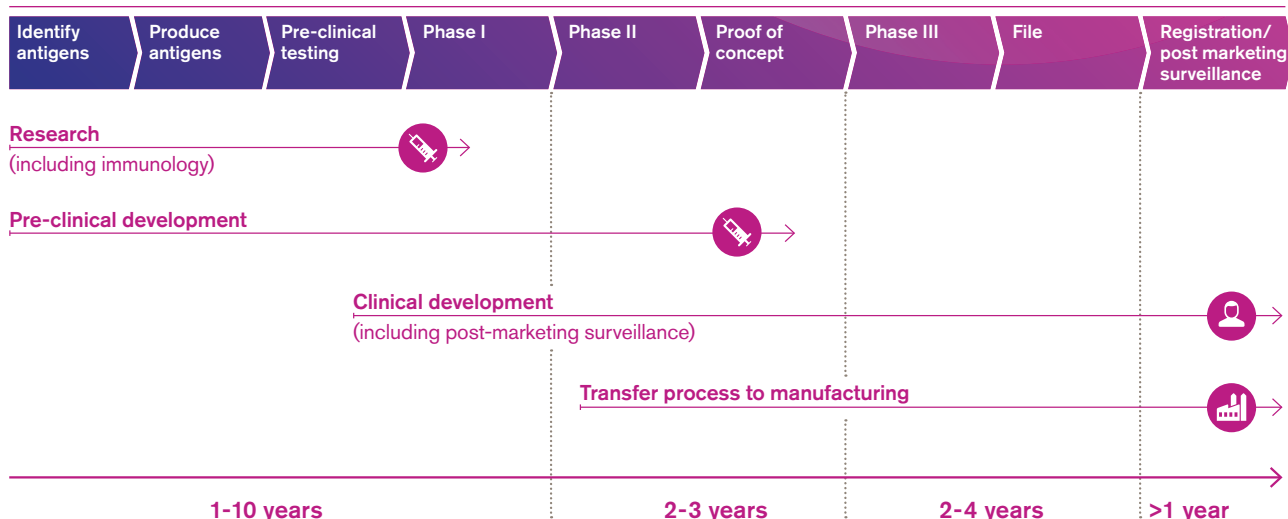 Identify
antigens
Produce
antigens
Pre-clinical
testing
Phase I
Phase II
Proof of
concept
Phase III
File
Registration/
post marketing
surveillance
Research
(including immunology)
Pre-clinical development
Clinical development
(including post-marketing surveillance)
Transfer process to manufacturing
1-10 years
2-3 years
2-4 years
>1 year